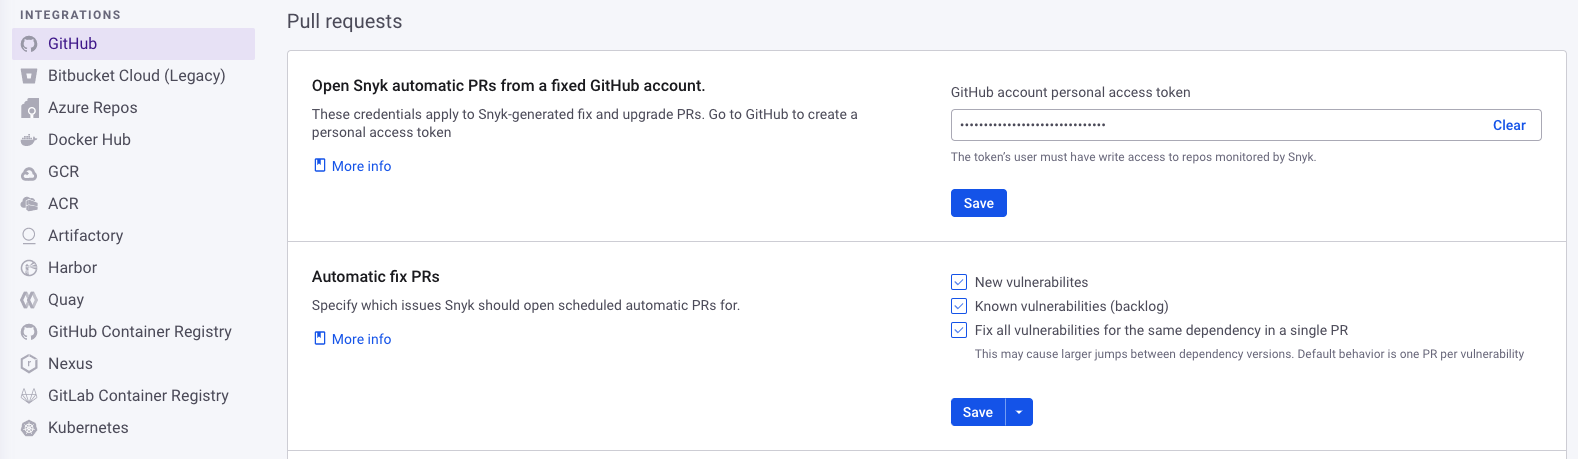 INTEGRATIONS
GitHub
Bitbucket Cloud (Legacy)
Azure Repos
Docker Hub
GCR
ACR
Artifactory
Harbor
Quay
GitHub Container Registry
Nexus
GitLab Container Registry
Kubernetes
Pull requests
Open Snyk automatic PRs from a fixed GitHub account.
These credentials apply to Snyk-generated fix and upgrade PRs. Go to GitHub to create a
personal access token
More info
GitHub account personal access token
•••••••••••••••••••••••••••••••
Clear
The token's user must have write access to repos monitored by Snyk.
Save
Automatic fix PRs
Specify which issues Snyk should open scheduled automatic PRs for.
More info
New vulnerabilites
Known vulnerabilities (backlog)
Fix all vulnerabilities for the same dependency in a single PR
This may cause larger jumps between dependency versions. Default behavior is one PR per vulnerability
Save